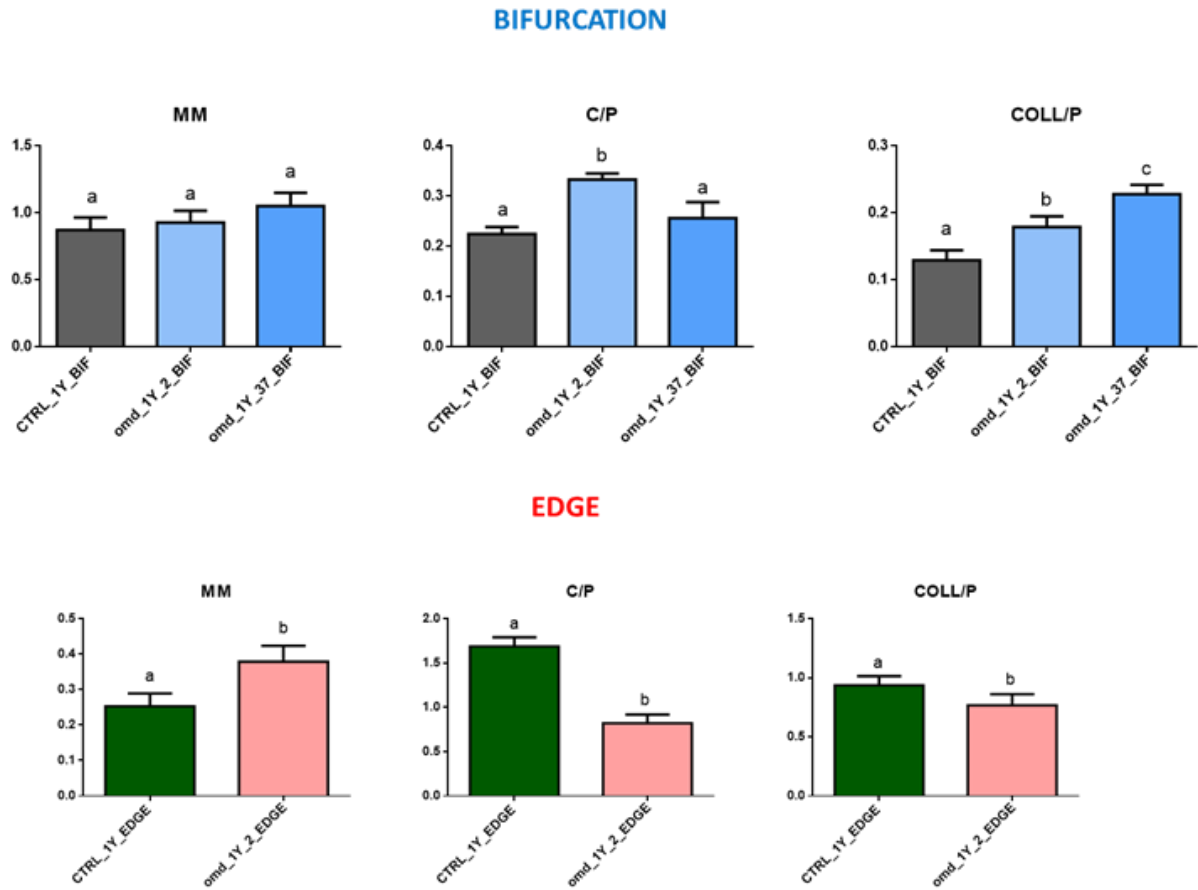 BIFURCATION
MM
1.5
1.0
0.5
0.0
a
a
a
CTRL_1Y_BIF
omd_1Y_2_BIF
omd_1Y_37_BIF
C/P
0.4
0.3
0.2
0.1
0.0
a
b
a
CTRL_1Y_BIF
omd_1Y_2_BIF
omd_1Y_37_BIF
COLL/P
0.3
0.2
0.1
0.0
a
b
c
CTRL_1Y_BIF
omd_1Y_2_BIF
omd_1Y_37_BIF
EDGE
MM
0.5
0.4
0.3
0.2
0.1
0.0
a
b
CTRL_1Y_EDGE
omd_1Y_2_EDGE
C/P
2.0
1.5
1.0
0.5
0.0
a
b
CTRL_1Y_EDGE
omd_1Y_2_EDGE
COLL/P
1.5
1.0
0.5
0.0
a
b
CTRL_1Y_EDGE
omd_1Y_2_EDGE